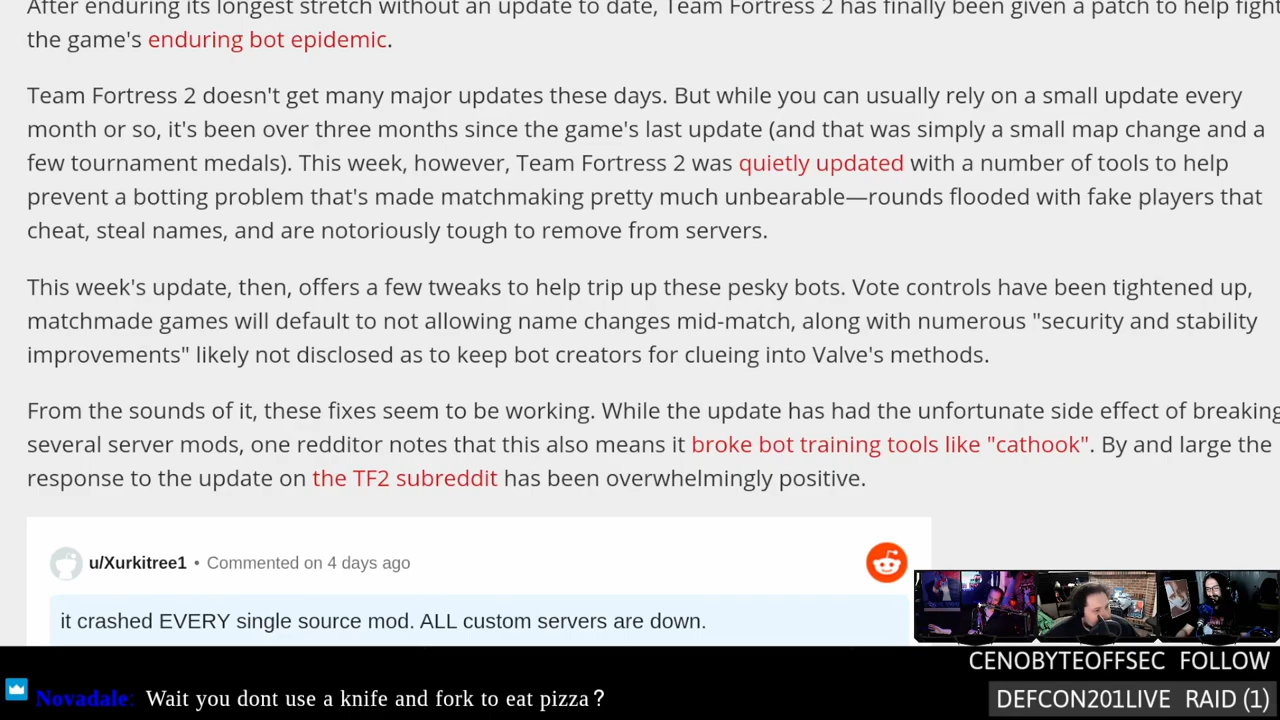 After enduring its longest stretch without an update to date, Team Fortress 2 has finally been given a patch to help fight
the game's enduring bot epidemic.
Team Fortress 2 doesn't get many major updates these days. But while you can usually rely on a small update every
month or so, it's been over three months since the game's last update (and that was simply a small map change and a
few tournament medals). This week, however, Team Fortress 2 was quietly updated with a number of tools to help
prevent a botting problem that's made matchmaking pretty much unbearable—rounds flooded with fake players that
cheat, steal names, and are notoriously tough to remove from servers.
This week's update, then, offers a few tweaks to help trip up these pesky bots. Vote controls have been tightened up,
matchmade games will default to not allowing name changes mid-match, along with numerous "security and stability
improvements" likely not disclosed as to keep bot creators for clueing into Valve's methods.
From the sounds of it, these fixes seem to be working. While the update has had the unfortunate side effect of breaking
several server mods, one redditor notes that this also means it broke bot training tools like "cathook". By and large the
response to the update on the TF2 subreddit has been overwhelmingly positive.
u/Xurkitree1 • Commented on 4 days ago
it crashed EVERY single source mod. ALL custom servers are down.
CENOBYTEOFFSEC FOLLOW
Novadale: Wait you dont use a knife and fork to eat pizza?
DEFCON201LIVE RAID (1)